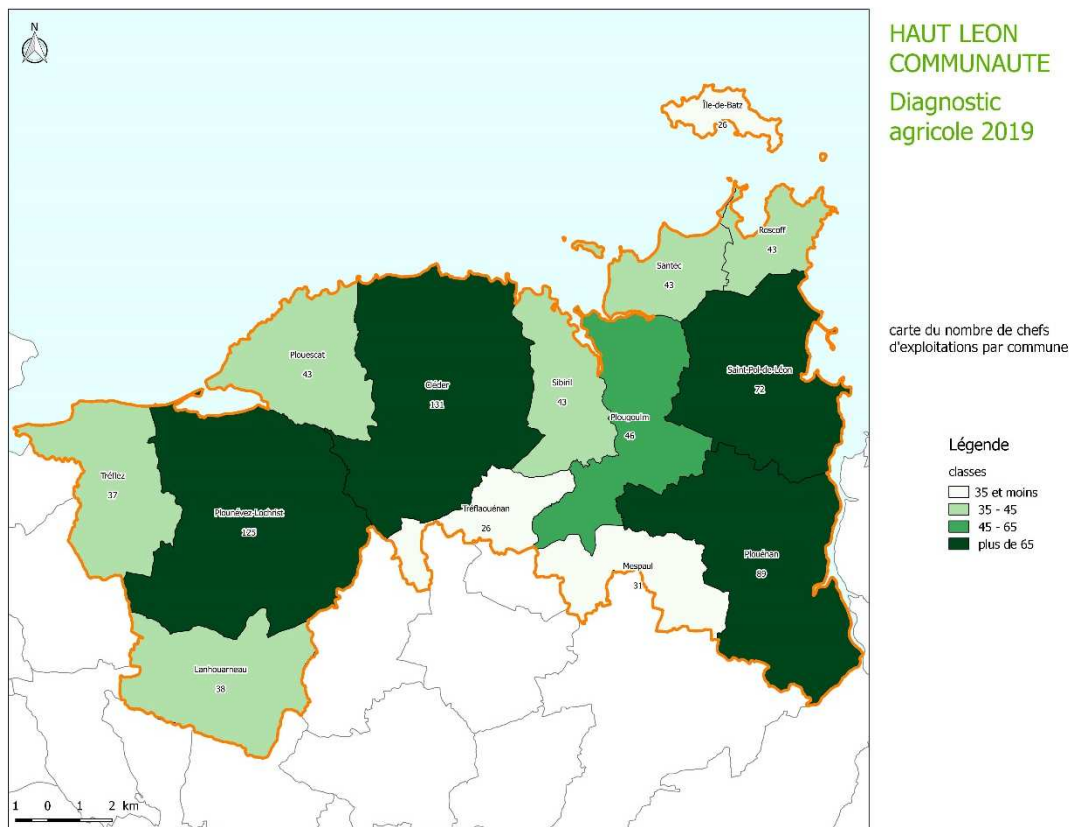 HAUT LEON
COMMUNAUTE
Diagnostic
agricole 2019
carte du nombre de chefs
d'exploitations par commune
Légende
classes
35 et moins
35 - 45
45 - 65
plus de 65
N
Île-de-Batz
26
Roscoff
43
Santec
43
Plouescat
43
Cléder
131
Sibiril
43
Saint-Pol-de-Léon
72
Plougoulm
46
Tréflez
37
Plounévez-Lochrist
125
Tréflaouénan
26
Mespaul
31
Plouénan
89
Lanhouarneau
38
1 0 1 2 km